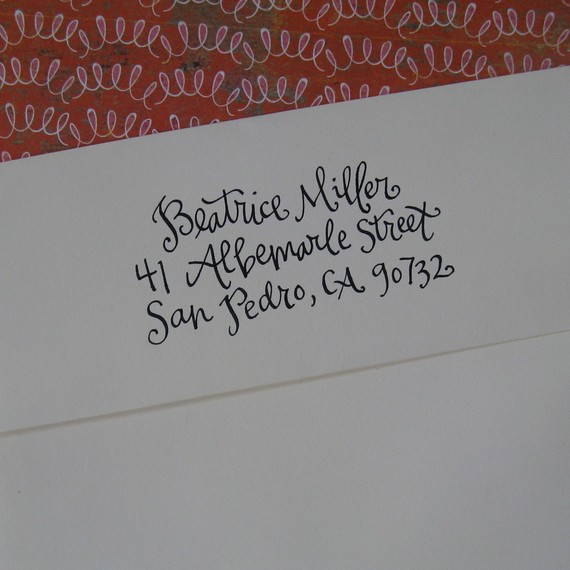 Beatrice Miller
41 Albemarle Street
San Pedro, CA 90732